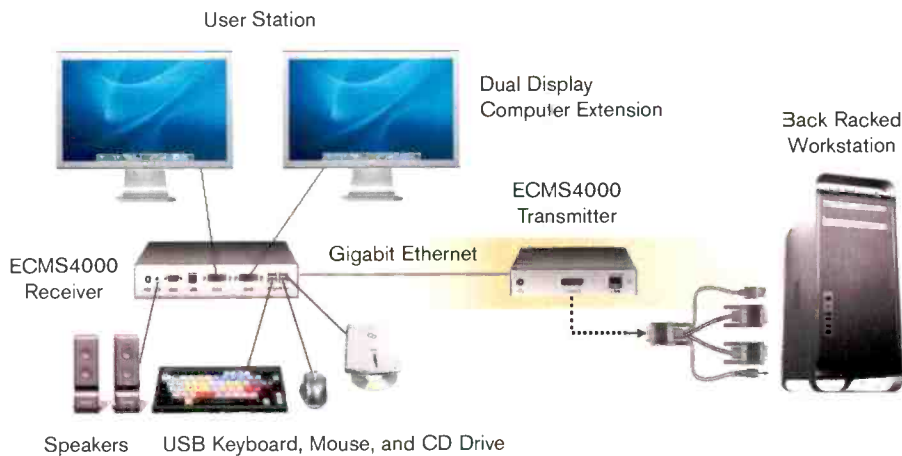 User Station
Dual Display
Computer Extension
Back Racked
Workstation
ECMS4000
Transmitter
Gigabit Ethernet
ECMS4000
Receiver
Speakers
USB Keyboard, Mouse, and CD Drive